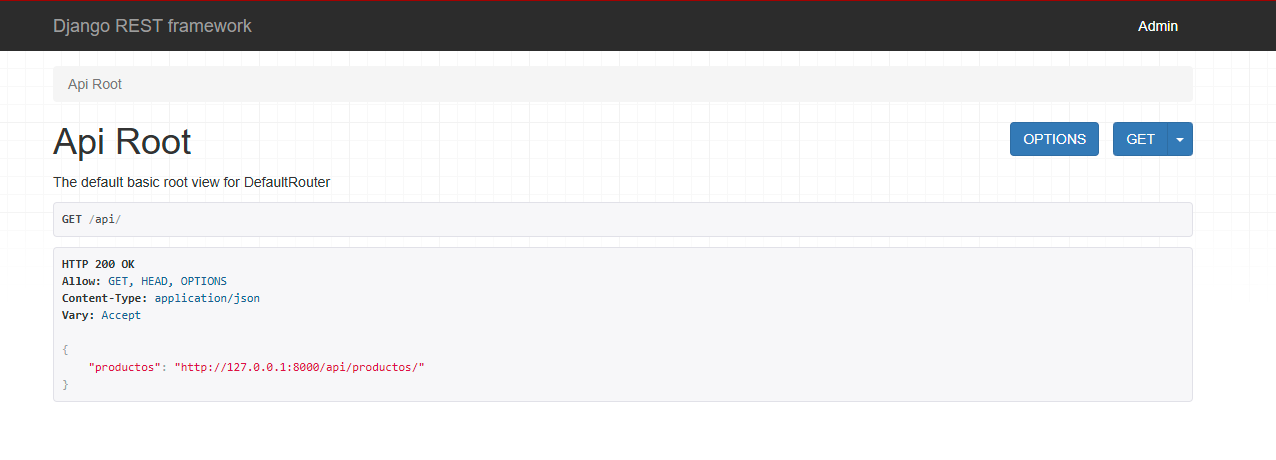 Django REST framework
Admin
Api Root
Api Root
OPTIONS
GET
The default basic root view for DefaultRouter
GET /api/
HTTP 200 OK
Allow: GET, HEAD, OPTIONS
Content-Type: application/json
Vary: Accept
{
    "productos": "http://127.0.0.1:8000/api/productos/"
}